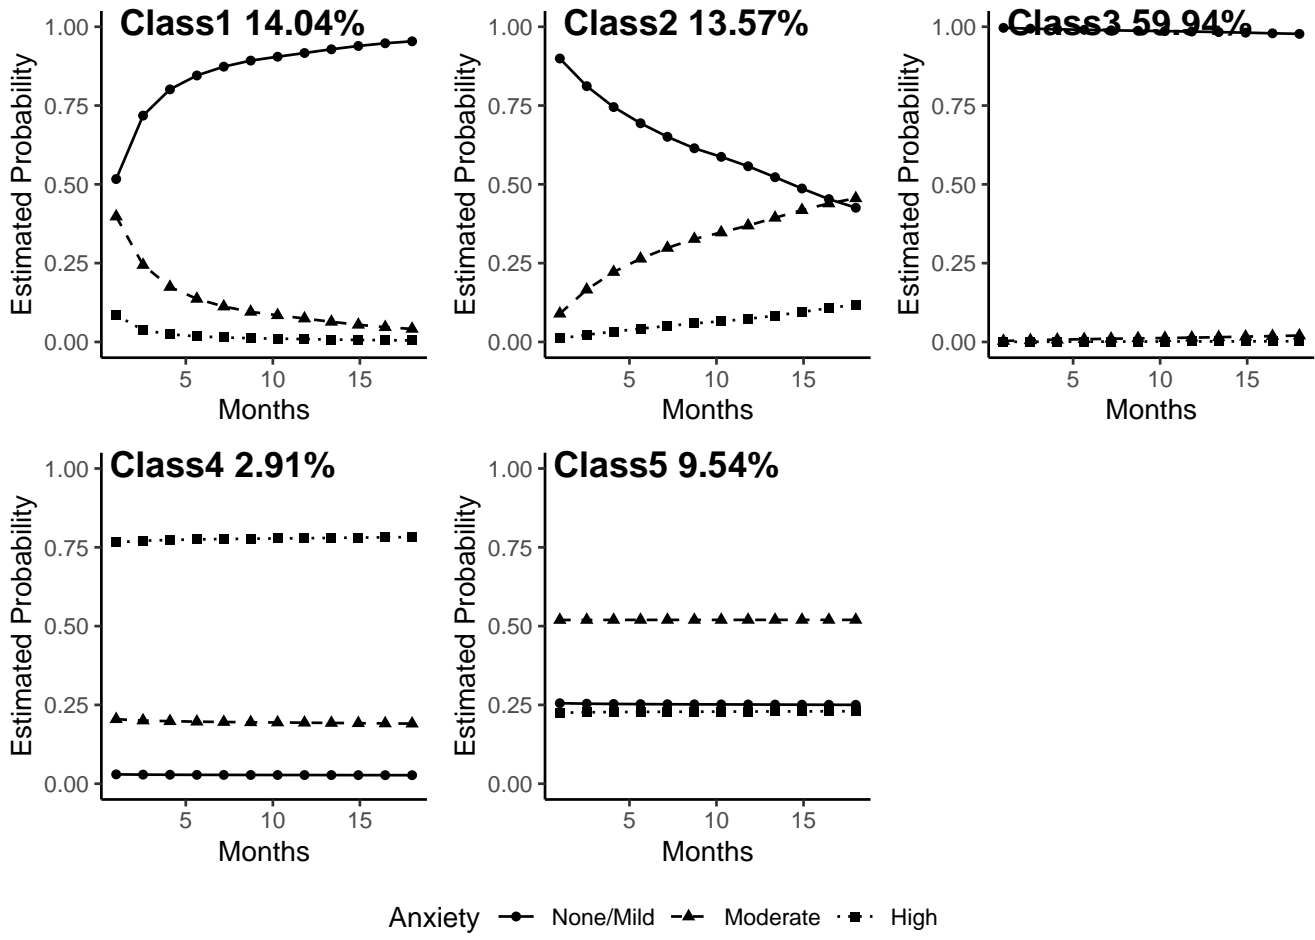 Class1 14.04%
Estimated Probability
1.00
0.75
0.50
0.25
0.00
5
10
15
Months
Class2 13.57%
Estimated Probability
1.00
0.75
0.50
0.25
0.00
5
10
15
Months
Class3 59.94%
Estimated Probability
1.00
0.75
0.50
0.25
0.00
5
10
15
Months
Class4 2.91%
Estimated Probability
1.00
0.75
0.50
0.25
0.00
5
10
15
Months
Class5 9.54%
Estimated Probability
1.00
0.75
0.50
0.25
0.00
5
10
15
Months
Anxiety None/Mild Moderate High